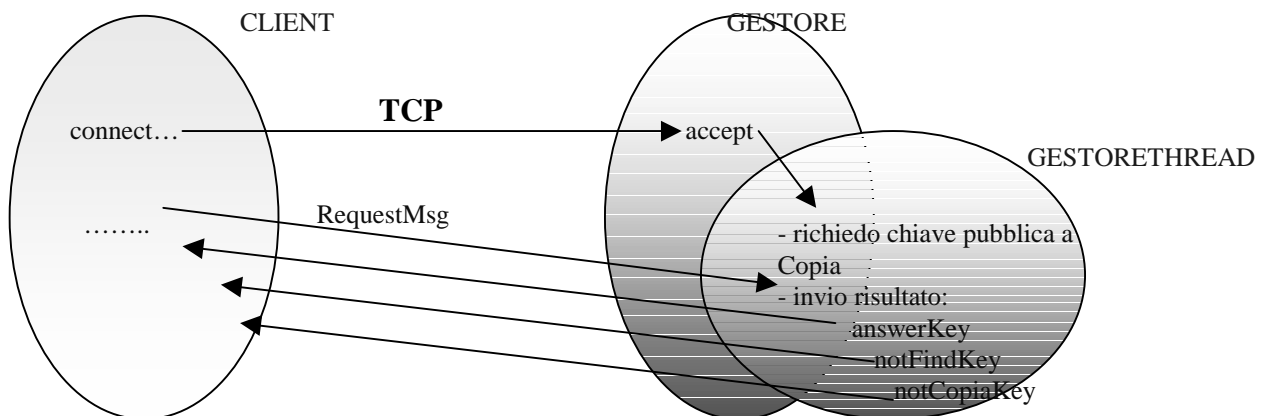 CLIENT
GESTORE
TCP
connect…
accept
GESTORETHREAD
RequestMsg
……..
- richiedo chiave pubblica a
Copia
- invio risultato:
answerKey
notFindKey
notCopiaKey